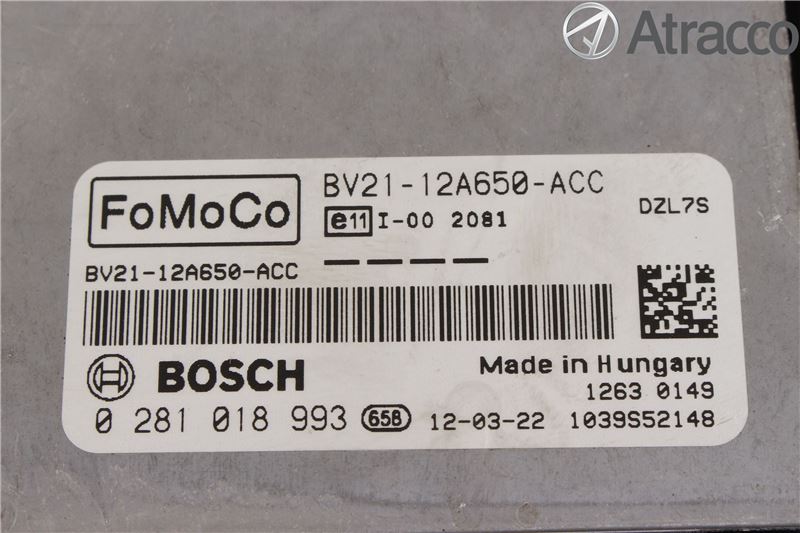 Atracco
FoMoCo
BV21-12A650-ACC
e11 I-00 2081
DZL7S
BV21-12A650-ACC
BOSCH
Made in Hungary
1263 0149
0 281 018 993 658 12-03-22 1039S52148